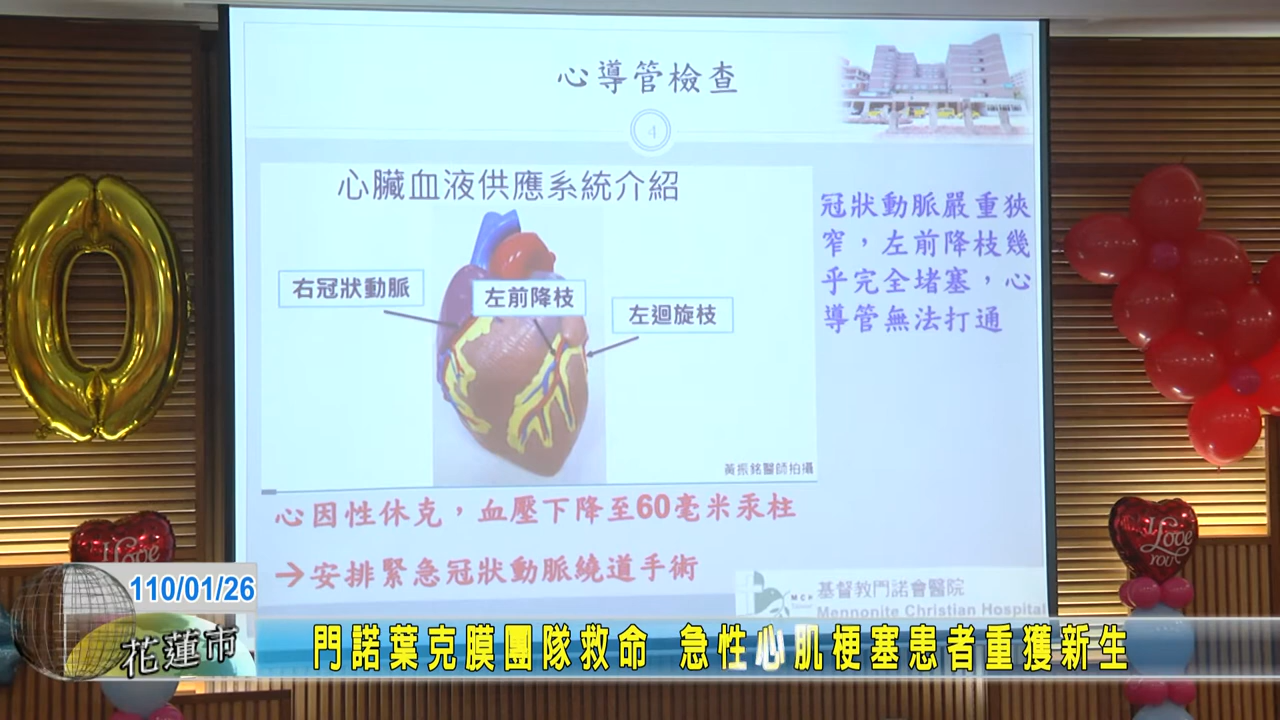 心導管檢查
4
心臟血液供應系統介紹
右冠狀動脈
左前降枝
左迴旋枝
黃振銘醫師拍攝
冠狀動脈嚴重狹
窄，左前降枝幾
乎完全堵塞，心
導管無法打通
心因性休克，血壓下降至60毫米汞柱
→安排緊急冠狀動脈繞道手術
基督教門諾會醫院
Mennonite Christian Hospital
0
I Love
YOU
I Love
110/01/26
花蓮市
門諾葉克膜團隊救命 急性心肌梗塞患者重獲新生